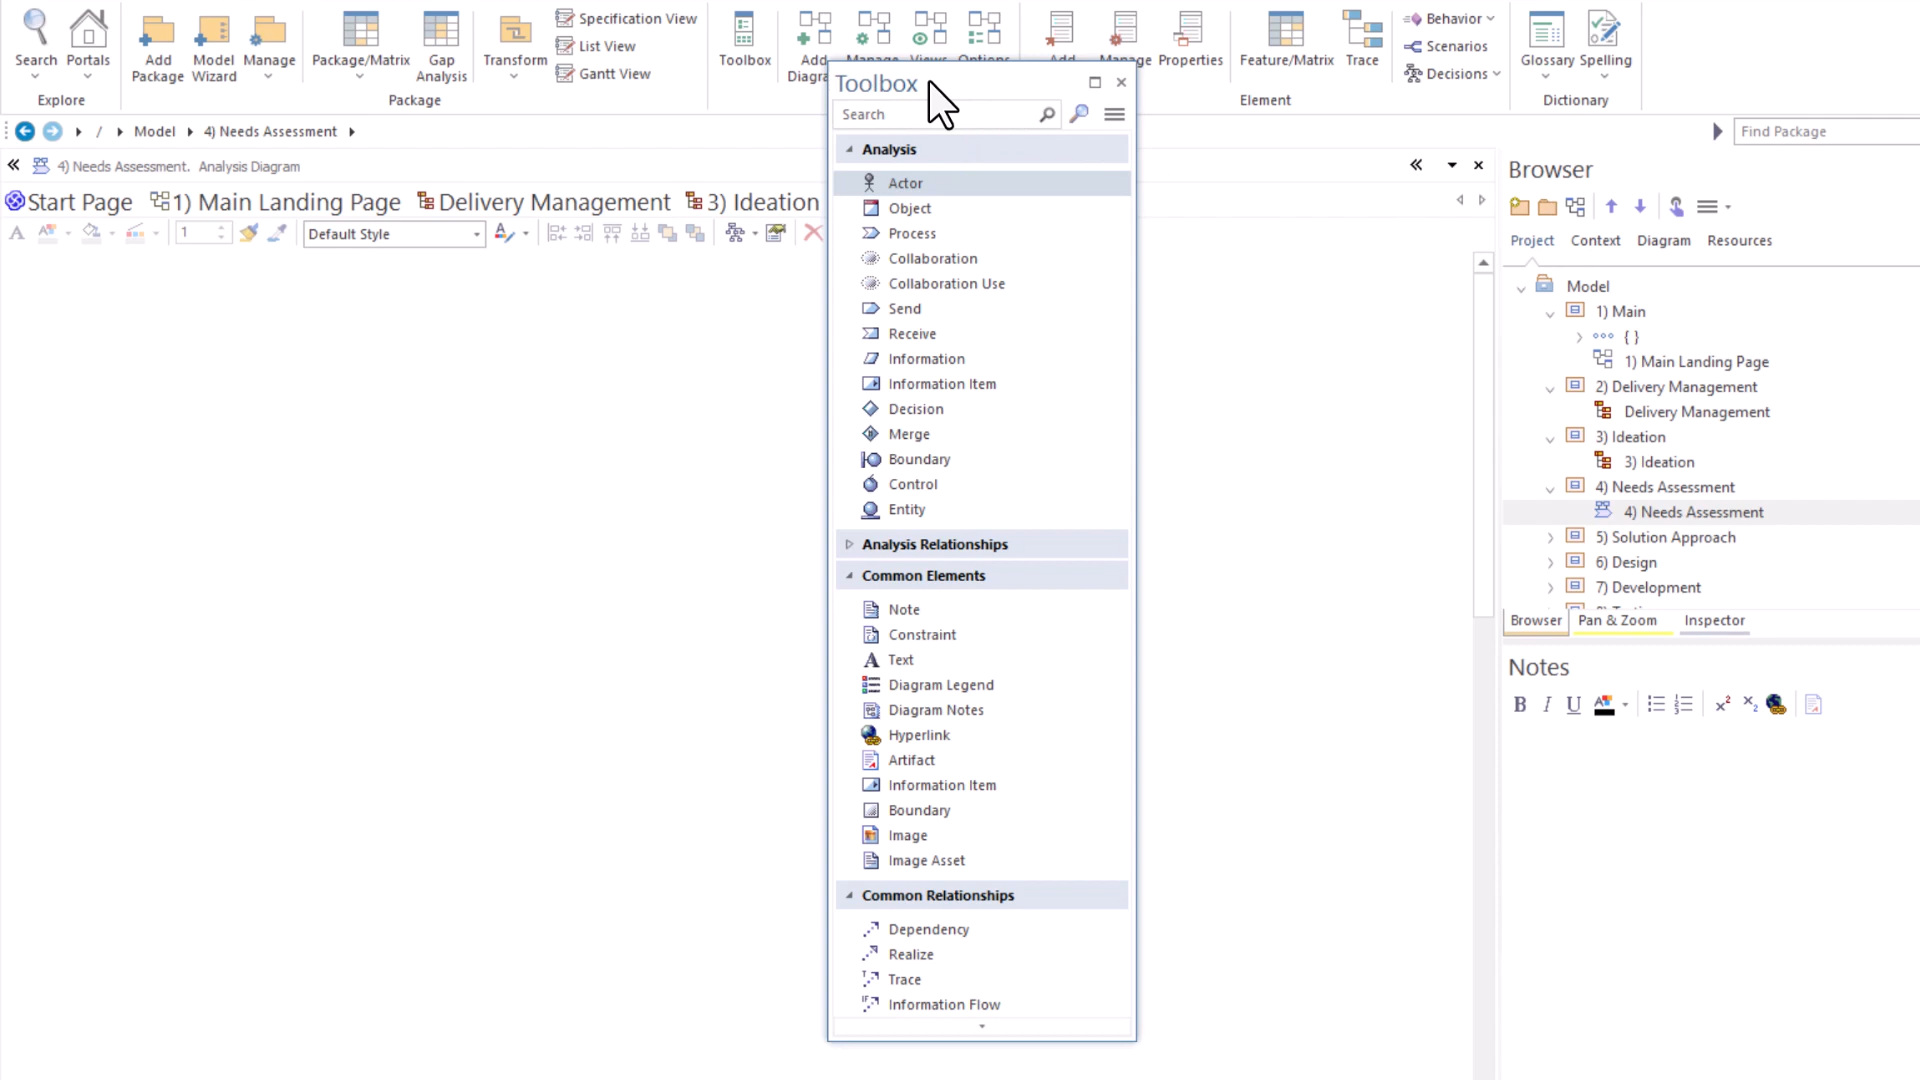 Search
Portals
Explore
Add Package
Model Wizard
Manage
Package/Matrix
Gap Analysis
Transform
Specification View
List View
Gantt View
Package
Toolbox
Properties
Feature/Matrix
Trace
Behavior
Scenarios
Decisions
Element
Glossary
Spelling
Dictionary
/
Model
4) Needs Assessment
Find Package
4) Needs Assessment. Analysis Diagram
Start Page
1) Main Landing Page
Delivery Management
3) Ideation
1
Default Style
Toolbox
Search
Analysis
Actor
Object
Process
Collaboration
Collaboration Use
Send
Receive
Information
Information Item
Decision
Merge
Boundary
Control
Entity
Analysis Relationships
Common Elements
Note
Constraint
Text
Diagram Legend
Diagram Notes
Hyperlink
Artifact
Information Item
Boundary
Image
Image Asset
Common Relationships
Dependency
Realize
Trace
Information Flow
Browser
Project
Context
Diagram
Resources
Model
1) Main
{ }
1) Main Landing Page
2) Delivery Management
Delivery Management
3) Ideation
3) Ideation
4) Needs Assessment
4) Needs Assessment
5) Solution Approach
6) Design
7) Development
Browser
Pan & Zoom
Inspector
Notes